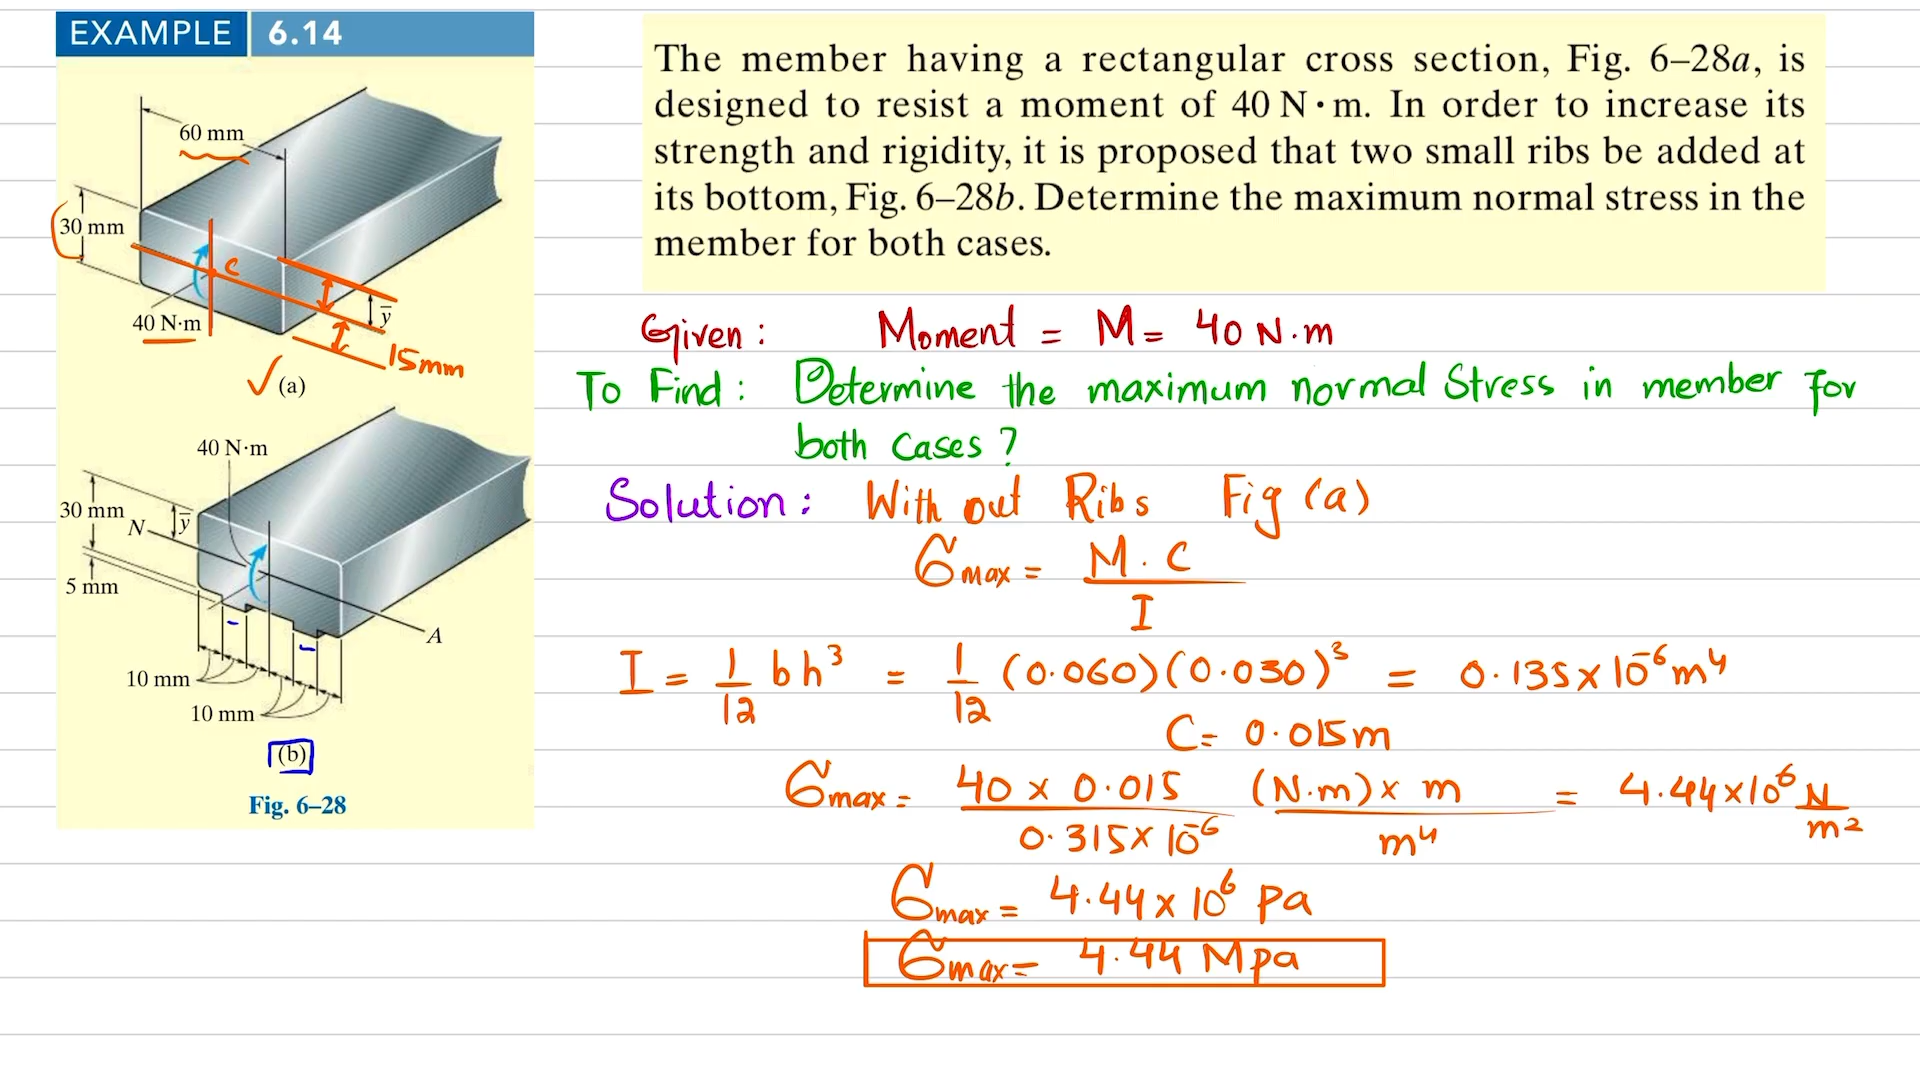 EXAMPLE 6.14
60 mm
30 mm
C
40 N·m
y̅
15mm
✓ (a)
40 N·m
30 mm
N
y̅
5 mm
A
10 mm
10 mm
(b)
Fig. 6–28
The member having a rectangular cross section, Fig. 6–28a, is
designed to resist a moment of 40 N·m. In order to increase its
strength and rigidity, it is proposed that two small ribs be added at
its bottom, Fig. 6–28b. Determine the maximum normal stress in the
member for both cases.
Given : Moment = M = 40 N.m
To Find : Determine the maximum normal Stress in member for
both Cases ?
Solution : With out Ribs Fig (a)
σmax = M . C / I
I = 1/12 bh³ = 1/12 (0.060)(0.030)³ = 0.135 x 10⁻⁶ m⁴
C = 0.015m
σmax = 40 x 0.015 / 0.315 x 10⁻⁶ (N.m) x m / m⁴ = 4.44 x 10⁶ N/m²
σmax = 4.44 x 10⁶ Pa
σmax = 4.44 Mpa